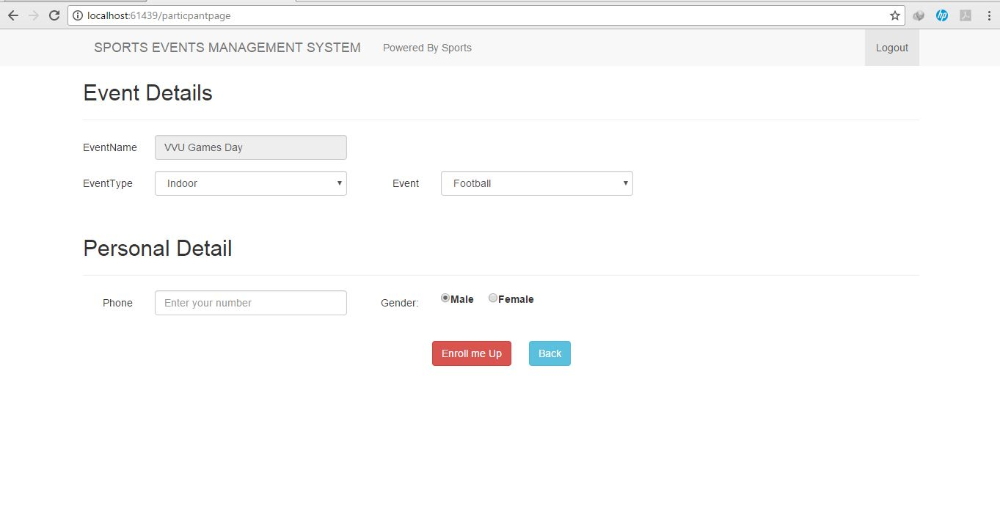 localhost:61439/particpantpage
hp
SPORTS EVENTS MANAGEMENT SYSTEM Powered By Sports Logout
Event Details
EventName VVU Games Day
EventType Indoor Event Football
Personal Detail
Phone Enter your number Gender: Male Female
Enroll me Up Back